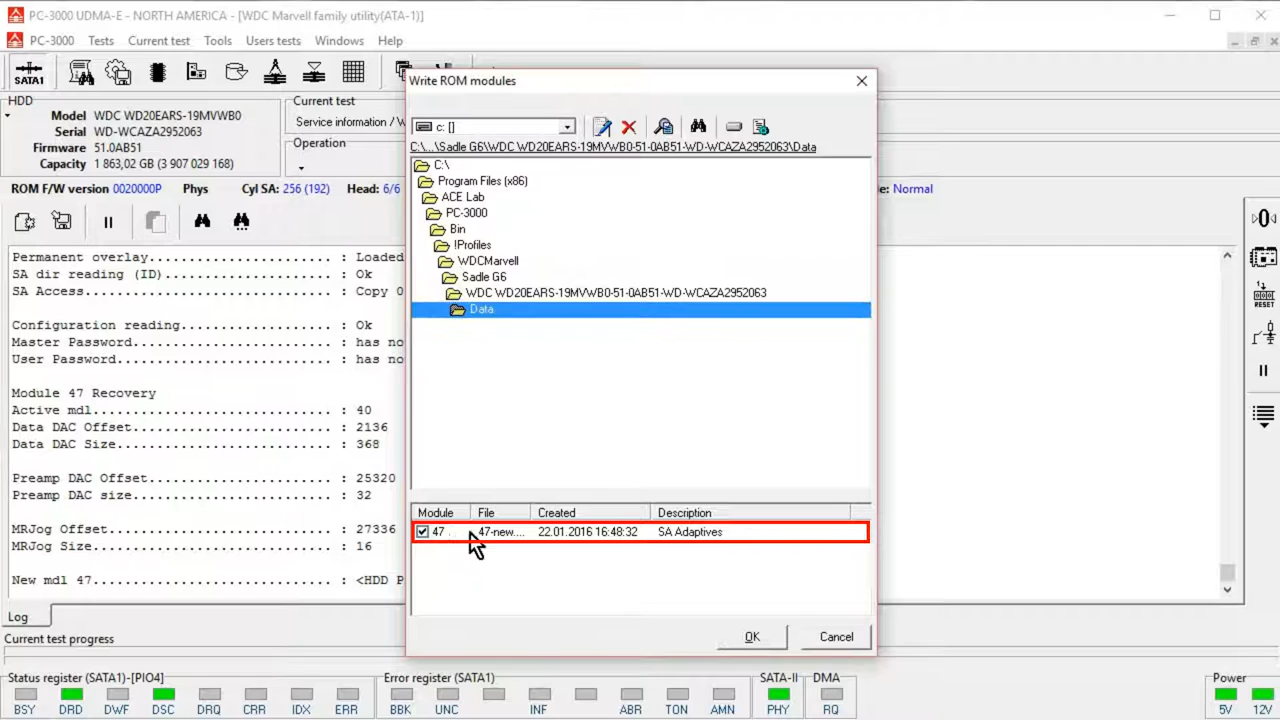 PC-3000 UDMA-E - NORTH AMERICA - [WDC Marvell family utility(ATA-1)]
PC-3000 Tests Current test Tools Users tests Windows Help
SATA1
HDD
Model WDC WD20EARS-19MVWB0
Serial WD-WCAZA2952063
Firmware 51.0AB51
Capacity 1 863,02 GB (3 907 029 168)
Current test
Service information / W
Operation
ROM F/W version 0020000P Phys Cyl SA: 256 (192) Head: 6/6
e: Normal
RESET
Permanent overlay........................ : Loaded
SA dir reading (ID)...................... : Ok
SA Access................................ : Copy 0
Configuration reading.................... : Ok
Master Password.......................... : has no
User Password............................ : has no
Module 47 Recovery
Active mdl............................... : 40
Data DAC Offset.......................... : 2136
Data DAC Size............................ : 368
Preamp DAC Offset........................ : 25320
Preamp DAC size.......................... : 32
MRJog Offset............................. : 27336
MRJog Size............................... : 16
New mdl 47............................... : <HDD P
Log
Current test progress
Write ROM modules
c: []
C:\...\Sadle G6\WDC WD20EARS-19MVWB0-51-0AB51-WD-WCAZA2952063\Data
C:\
Program Files (x86)
ACE Lab
PC-3000
Bin
!Profiles
WDCMarvell
Sadle G6
WDC WD20EARS-19MVWB0-51-0AB51-WD-WCAZA2952063
Data
Module File Created Description
47 . 47-new.... 22.01.2016 16:48:32 SA Adaptives
OK Cancel
Status register (SATA1)-[PIO4] Error register (SATA1) SATA-II DMA Power
BSY DRD DWF DSC DRQ CRR IDX ERR BBK UNC INF ABR TON AMN PHY RQ 5V 12V